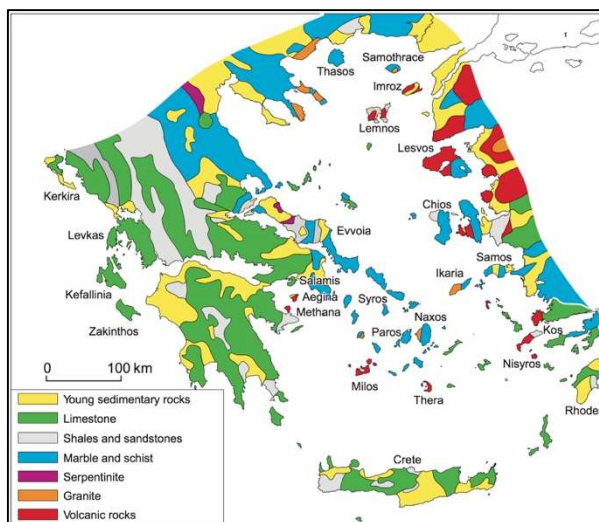 Thasos
Samothrace
Imroz
Lemnos
Lesvos
Kerkira
Levkas
Kefallinia
Zakinthos
Evvoia
Chios
Samos
Ikaria
Salamis
Aegina
Methana
Syros
Paros
Naxos
Kos
Nisyros
Milos
Thera
Rhode
Crete
0 100 km
Young sedimentary rocks
Limestone
Shales and sandstones
Marble and schist
Serpentinite
Granite
Volcanic rocks